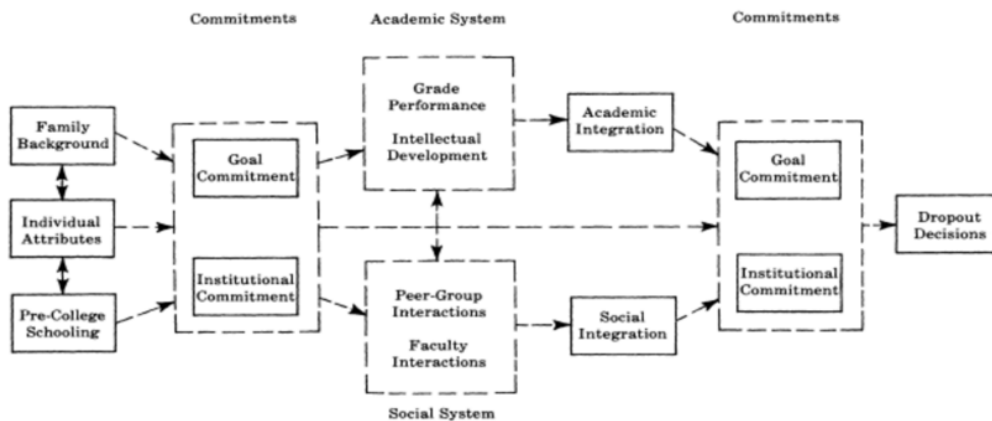 Commitments
Academic System
Commitments
Family
Background
Individual
Attributes
Pre-College
Schooling
Goal
Commitment
Institutional
Commitment
Grade
Performance
Intellectual
Development
Peer-Group
Interactions
Faculty
Interactions
Social System
Academic
Integration
Social
Integration
Goal
Commitment
Institutional
Commitment
Dropout
Decisions